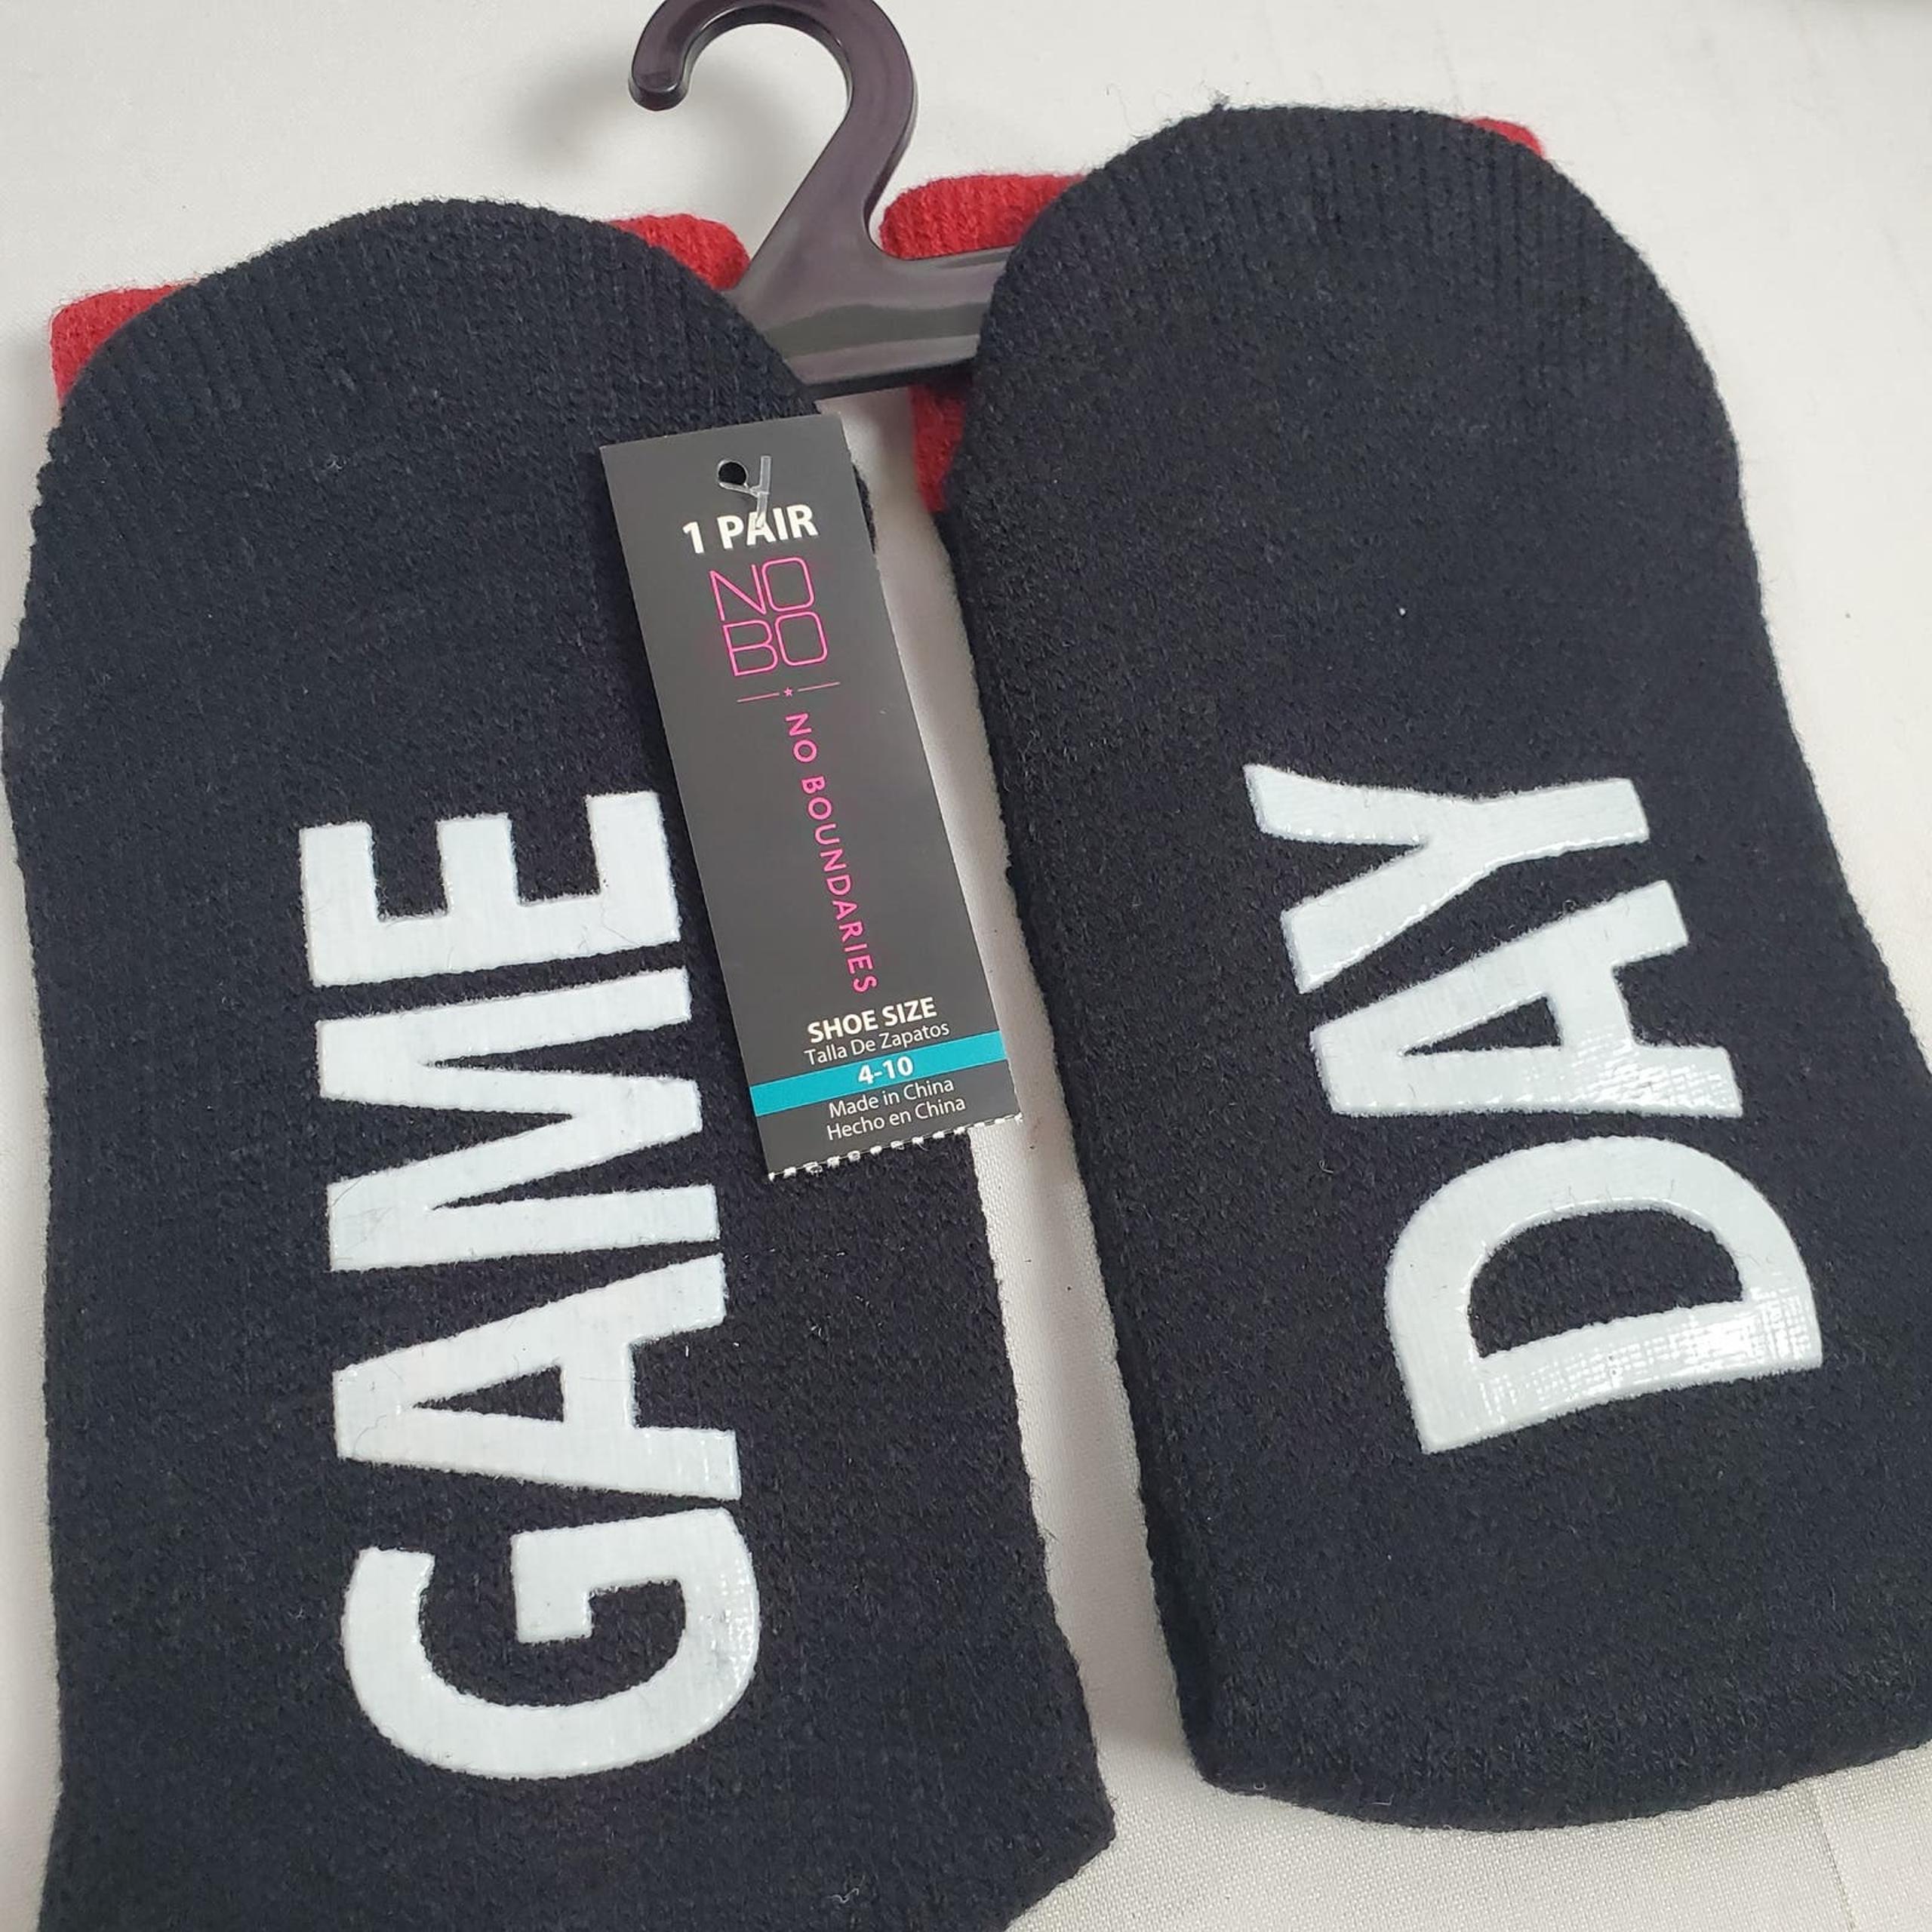 GAME
1 PAIR
NO
BO
NO BOUNDARIES
SHOE SIZE
Talla De Zapatos
4-10
Made in China
Hecho en China
DAY